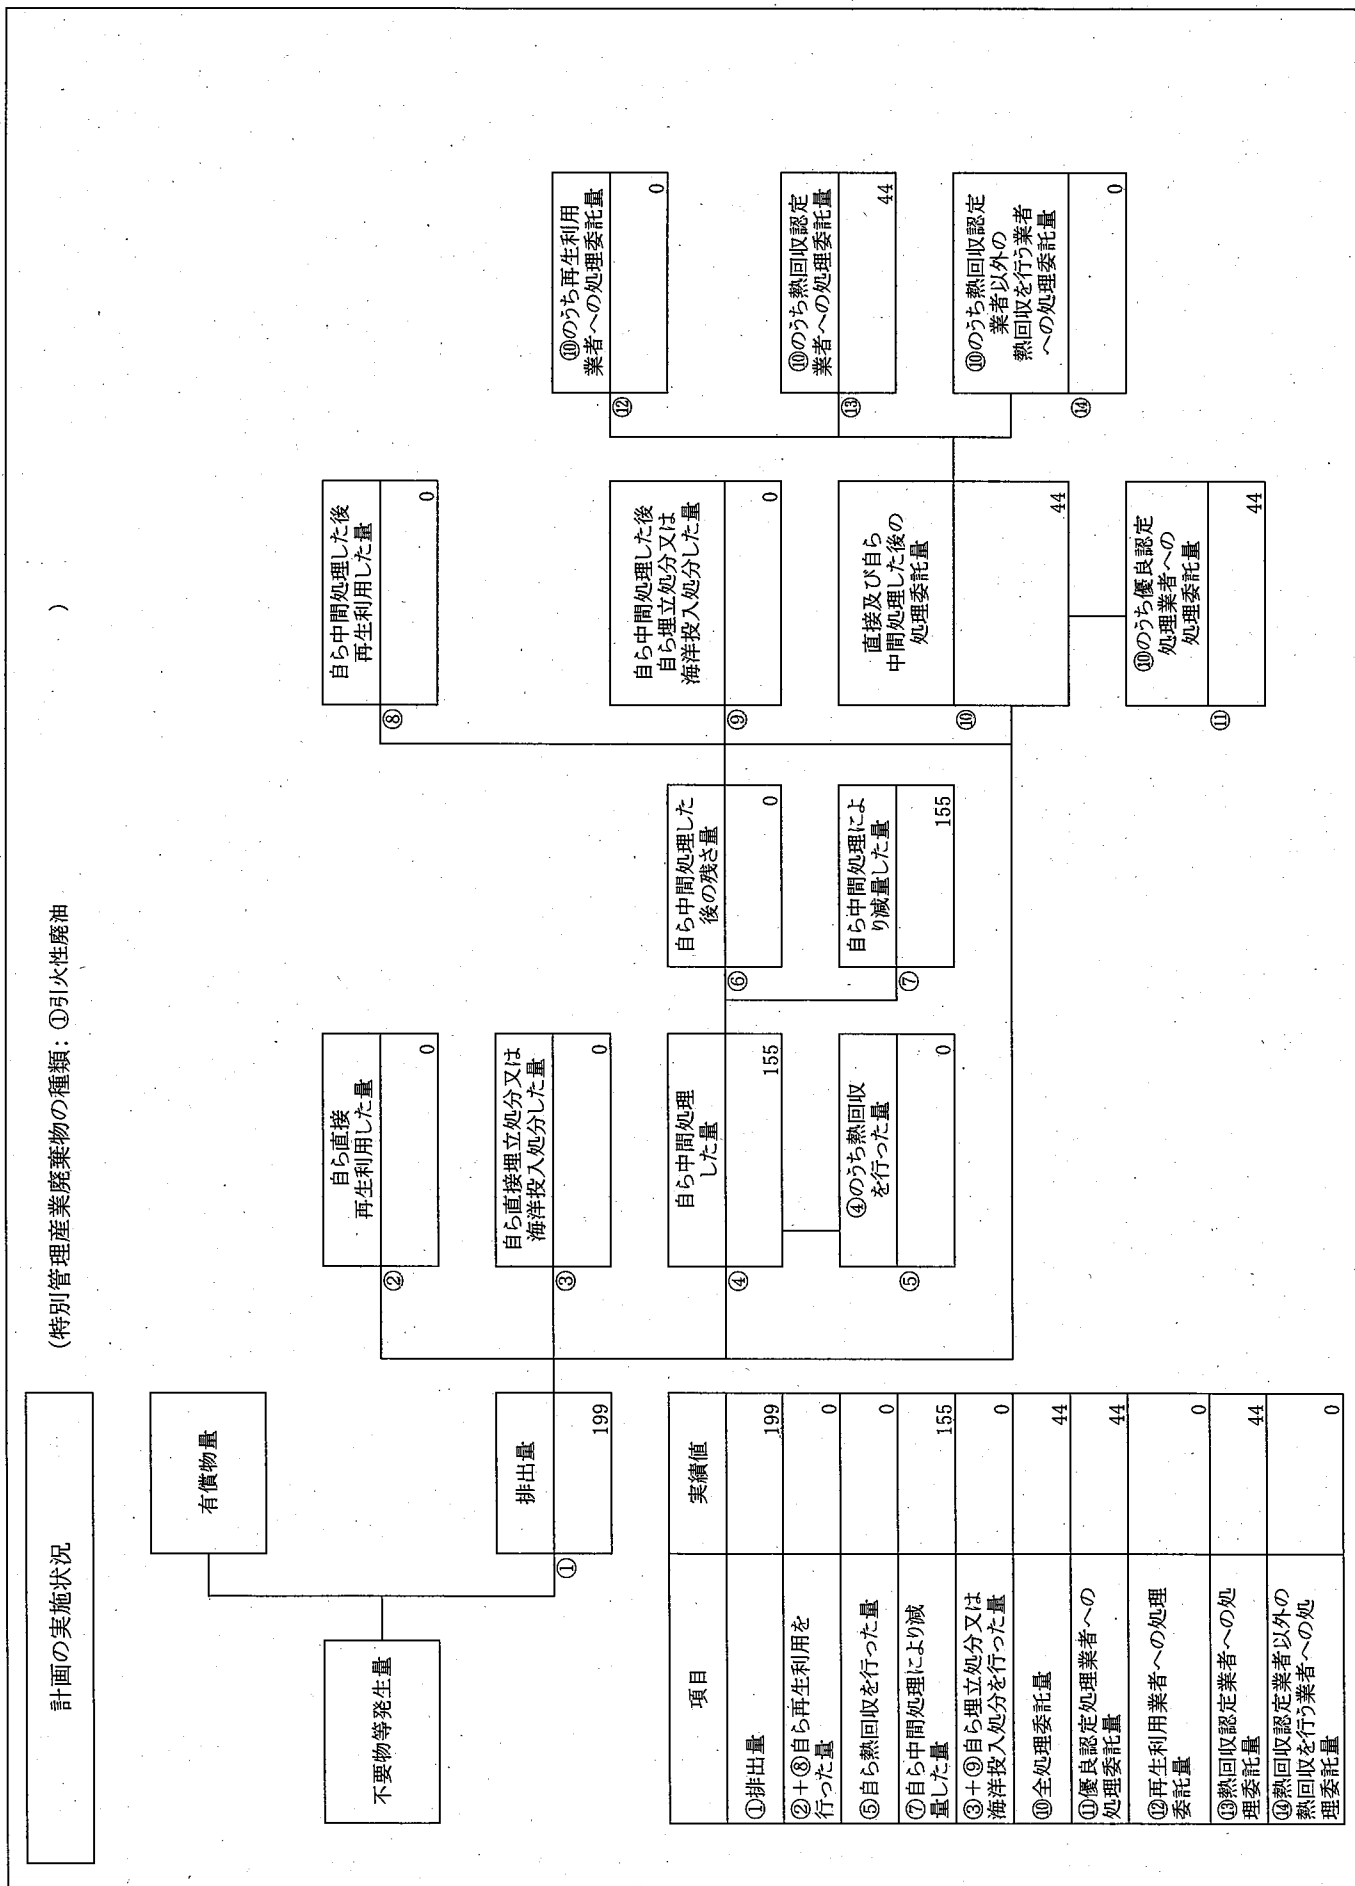 計画の実施状況
(特別管理産業廃棄物の種類：①引火性廃油
)
不要物等発生量
有償物量
①
排出量
199
②
自ら直接
再生利用した量
0
③
自ら直接埋立処分又は
海洋投入処分した量
0
④
自ら中間処理
した量
155
⑤
④のうち熱回収
を行った量
0
⑥
自ら中間処理した
後の残さ量
0
⑦
自ら中間処理によ
り減量した量
155
⑧
自ら中間処理した後
再生利用した量
0
⑨
自ら中間処理した後
自ら埋立処分又は
海洋投入処分した量
0
⑩
直接及び自ら
中間処理した後の
処理委託量
44
⑪
⑩のうち優良認定
処理業者への
処理委託量
44
⑫
⑩のうち再生利用
業者への処理委託量
0
⑬
⑩のうち熱回収認定
業者への処理委託量
44
⑭
⑩のうち熱回収認定
業者以外の
熱回収を行う業者
への処理委託量
0
項目 実績値
①排出量 199
②＋⑧自ら再生利用を
行った量 0
⑤自ら熱回収を行った量 0
⑦自ら中間処理により減
量した量 155
③＋⑨自ら埋立処分又は
海洋投入処分を行った量 0
⑩全処理委託量 44
⑪優良認定処理業者への
処理委託量 44
⑫再生利用業者への処理
委託量 0
⑬熱回収認定業者への処
理委託量 44
⑭熱回収認定業者以外の
熱回収を行う業者への処
理委託量 0